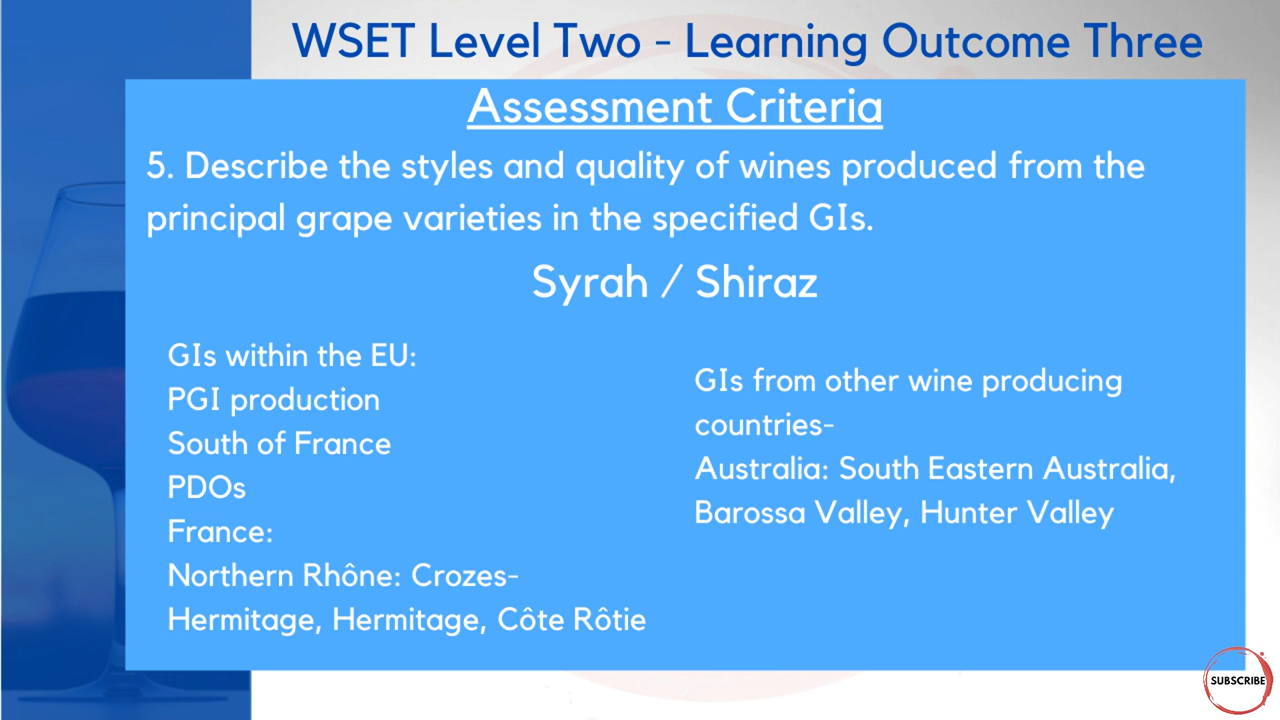 WSET Level Two - Learning Outcome Three
Assessment Criteria
5. Describe the styles and quality of wines produced from the
principal grape varieties in the specified GIs.
Syrah / Shiraz
GIs within the EU:
PGI production
South of France
PDOs
France:
Northern Rhône: Crozes-
Hermitage, Hermitage, Côte Rôtie
GIs from other wine producing
countries-
Australia: South Eastern Australia,
Barossa Valley, Hunter Valley
SUBSCRIBE